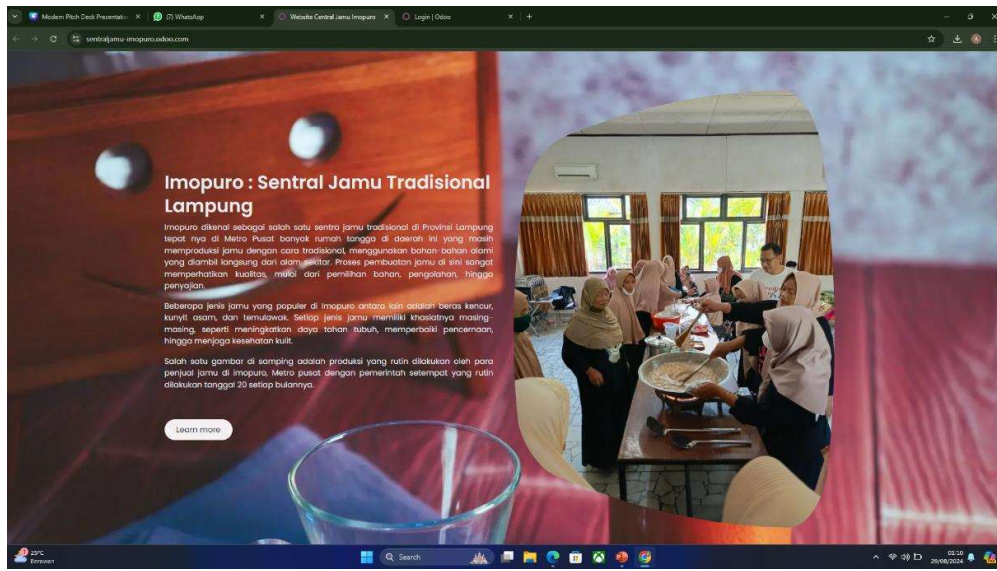 Modern Pitch Deck Presentatio
(7) WhatsApp
Website Central Jamu Imopuro
Login | Odoo
sentraljamu-imopuro.odoo.com
Imopuro : Sentral Jamu Tradisional
Lampung
Imopuro dikenal sebagai salah satu sentra jamu tradisional di Provinsi Lampung
tepat nya di Metro Pusat banyak rumah tangga di daerah ini yang masih
memproduksi jamu dengan cara tradisional, menggunakan bahan bahan alami
yang diambil langsung dari alam sekitar. Proses pembuatan jamu di sini sangat
memperhatikan kualitas, mulai dari pemilihan bahan, pengolahan, hingga
penyajian.
Beberapa jenis jamu yang populer di Imopuro antara lain adalah beras kencur,
kunyit asam, dan temulawak. Setiap jenis jamu memiliki khasiatnya masing-
masing, seperti meningkatkan daya tahan tubuh, memperbaiki pencernaan,
hingga menjaga kesehatan kulit.
Salah satu gambar di samping adalah produksi yang rutin dilakukan oleh para
penjual jamu di imopuro, Metro pusat dengan pemerintah setempat yang rutin
dilakukan tanggal 20 setiap bulannya.
Learn more
25°C
Berawan
Search
01:10
29/08/2024